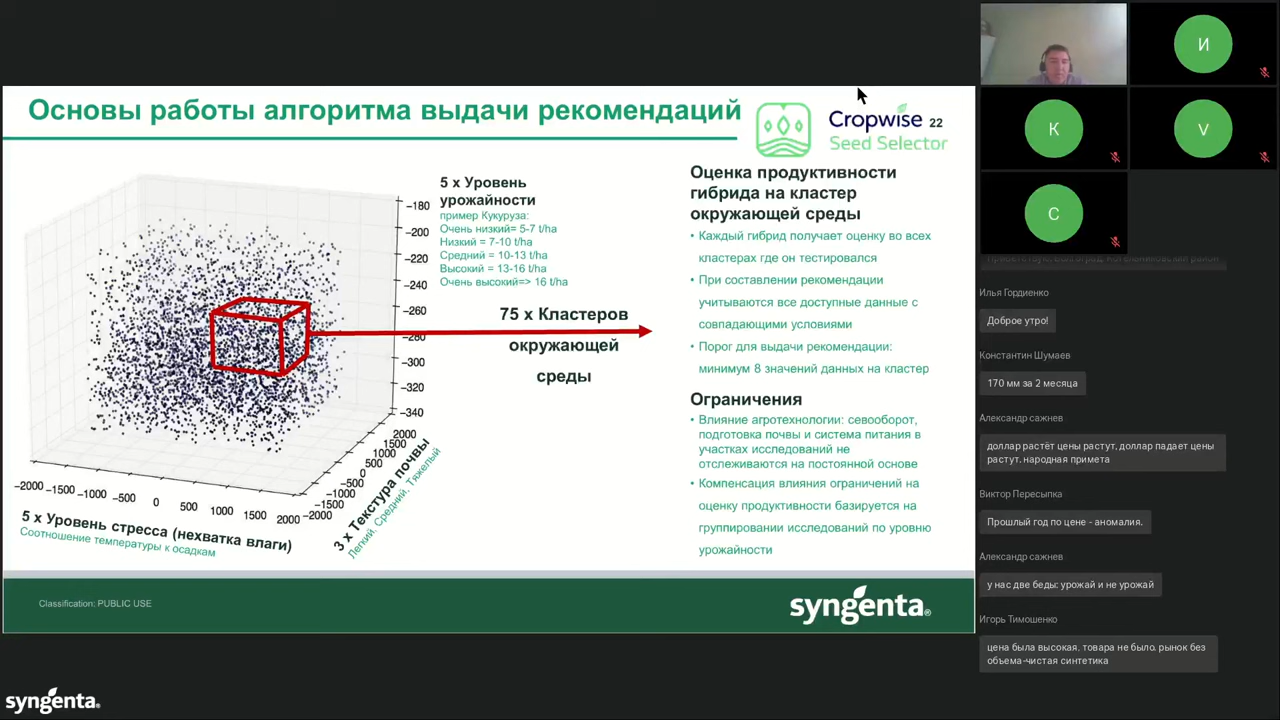 Основы работы алгоритма выдачи рекомендаций
Cropwise 22
Seed Selector
5 x Уровень
урожайности
пример Кукуруза:
Очень низкий= 5-7 t/ha
Низкий = 7-10 t/ha
Средний = 10-13 t/ha
Высокий = 13-16 t/ha
Очень высокий=> 16 t/ha
75 x Кластеров
окружающей
среды
−180
−200
−220
−240
−260
−280
−300
−320
−340
2000
1500
1000
500
0
−500
−1000
−1500
−2000
−2000
−1500
−1000
−500
0
500
1000
1500
2000
5 x Уровень стресса (нехватка влаги)
Соотношение температуры к осадкам
3 x Текстура почвы
Легкий, Средний, Тяжелый
Оценка продуктивности
гибрида на кластер
окружающей среды
• Каждый гибрид получает оценку во всех
кластерах где он тестировался
• При составлении рекомендации
учитываются все доступные данные с
совпадающими условиями
• Порог для выдачи рекомендации:
минимум 8 значений данных на кластер
Ограничения
• Влияние агротехнологии: севооборот,
подготовка почвы и система питания в
участках исследований не
отслеживаются на постоянной основе
• Компенсация влияния ограничений на
оценку продуктивности базируется на
группировании исследований по уровню
урожайности
Classification: PUBLIC USE
syngenta®
syngenta.
И
К
V
С
Илья Гордиенко
Доброе утро!
Константин Шумаев
170 мм за 2 месяца
Александр сажнев
доллар растёт цены растут, доллар падает цены
растут. народная примета
Виктор Пересыпка
Прошлый год по цене - аномалия.
Александр сажнев
у нас две беды: урожай и не урожай
Игорь Тимошенко
цена была высокая. товара не было. рынок без
объема-чистая синтетика